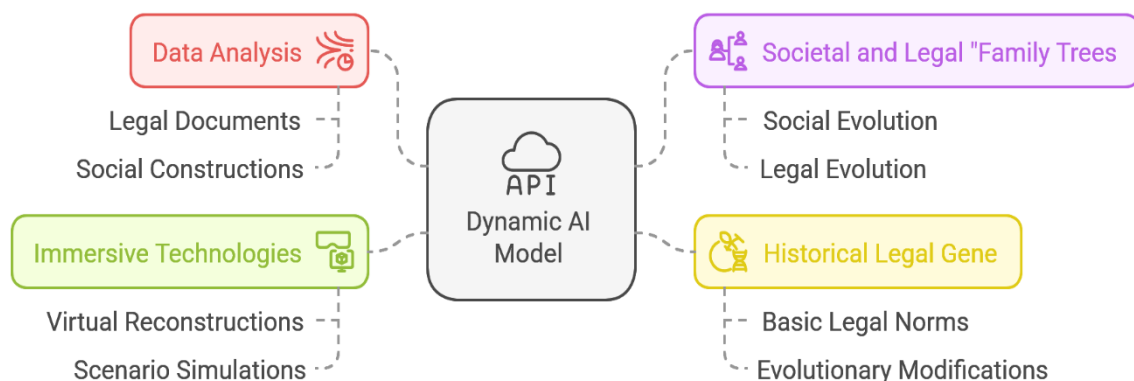 Data Analysis
Legal Documents
Social Constructions
Immersive Technologies
Virtual Reconstructions
Scenario Simulations
API
Dynamic AI
Model
Societal and Legal "Family Trees
Social Evolution
Legal Evolution
Historical Legal Gene
Basic Legal Norms
Evolutionary Modifications